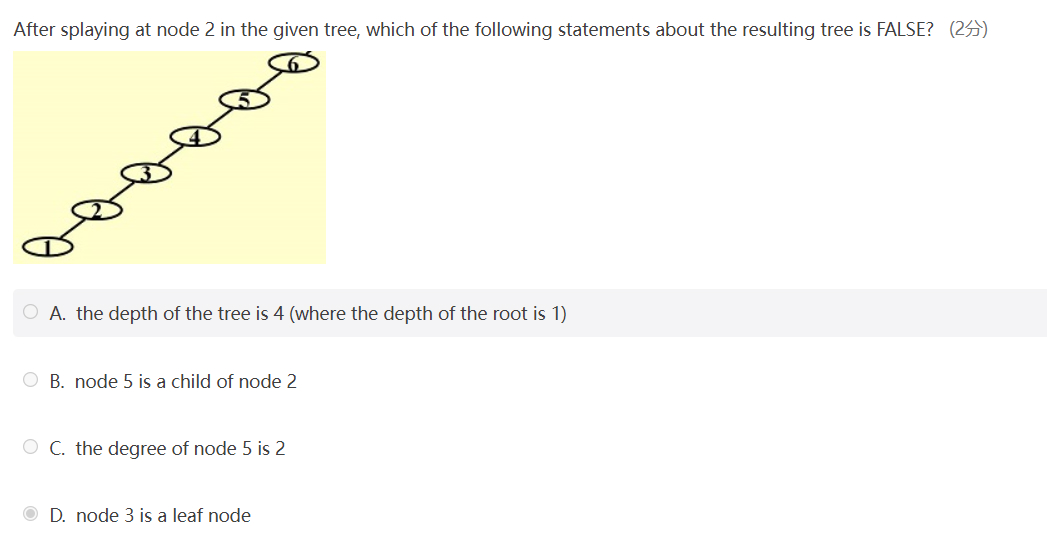 After splaying at node 2 in the given tree, which of the following statements about the resulting tree is FALSE? (2分)
6
5
4
3
2
1
A. the depth of the tree is 4 (where the depth of the root is 1)
B. node 5 is a child of node 2
C. the degree of node 5 is 2
D. node 3 is a leaf node